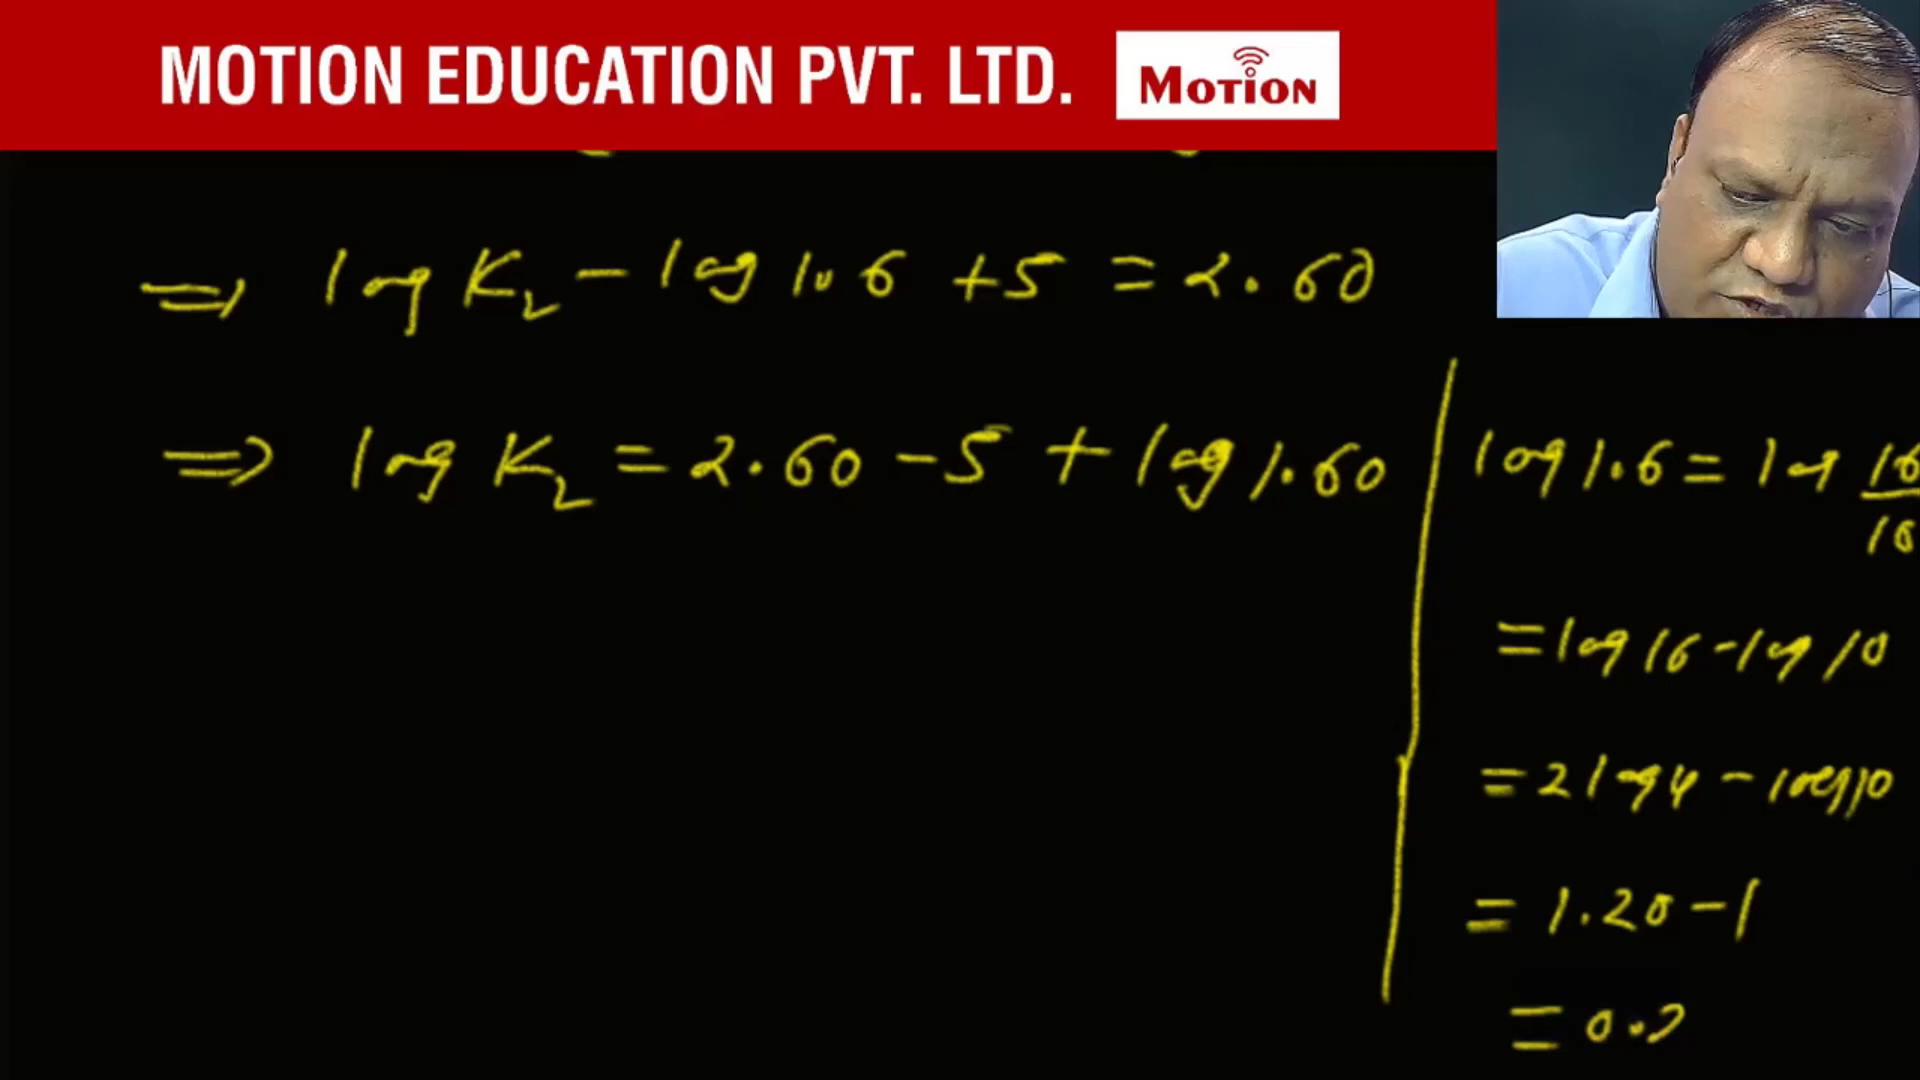 MOTION EDUCATION PVT. LTD.
MOTION
⇒ log K₂ - log 1.6 + 5 = 2.60
⇒ log K₂ = 2.60 - 5 + log 1.60
log 1.6 = log 16/10
= log 16 - log 10
= 2 log 4 - log 10
= 1.20 - 1
= 0.2